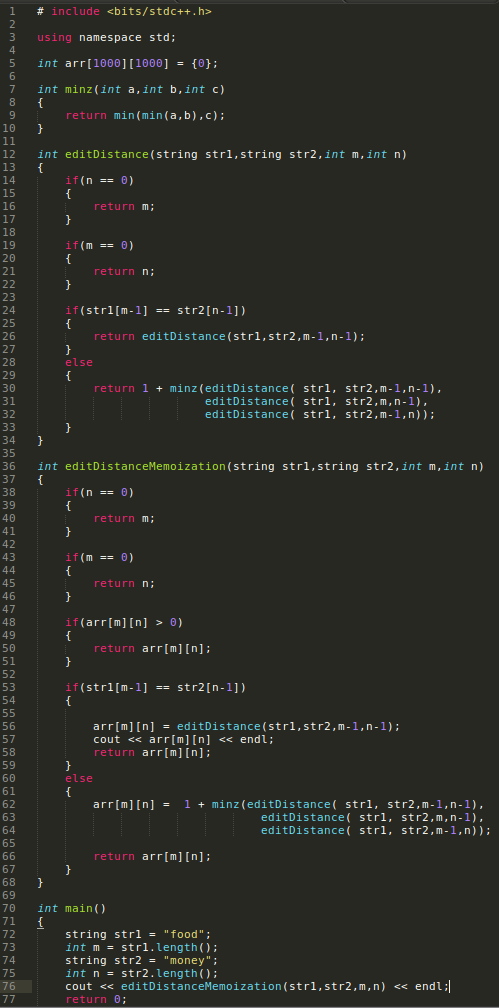 1 # include <bits/stdc++.h>
2
3 using namespace std;
4
5 int arr[1000][1000] = {0};
6
7 int minz(int a,int b,int c)
8 {
9     return min(min(a,b),c);
10 }
11
12 int editDistance(string str1,string str2,int m,int n)
13 {
14     if(n == 0)
15     {
16         return m;
17     }
18
19     if(m == 0)
20     {
21         return n;
22     }
23
24     if(str1[m-1] == str2[n-1])
25     {
26         return editDistance(str1,str2,m-1,n-1);
27     }
28     else
29     {
30         return 1 + minz(editDistance( str1, str2,m-1,n-1),
31                         editDistance( str1, str2,m,n-1),
32                         editDistance( str1, str2,m-1,n));
33     }
34 }
35
36 int editDistanceMemoization(string str1,string str2,int m,int n)
37 {
38     if(n == 0)
39     {
40         return m;
41     }
42
43     if(m == 0)
44     {
45         return n;
46     }
47
48     if(arr[m][n] > 0)
49     {
50         return arr[m][n];
51     }
52
53     if(str1[m-1] == str2[n-1])
54     {
55
56         arr[m][n] = editDistance(str1,str2,m-1,n-1);
57         cout << arr[m][n] << endl;
58         return arr[m][n];
59     }
60     else
61     {
62         arr[m][n] =  1 + minz(editDistance( str1, str2,m-1,n-1),
63                                 editDistance( str1, str2,m,n-1),
64                                 editDistance( str1, str2,m-1,n));
65
66         return arr[m][n];
67     }
68 }
69
70 int main()
71 {
72     string str1 = "food";
73     int m = str1.length();
74     string str2 = "money";
75     int n = str2.length();
76     cout << editDistanceMemoization(str1,str2,m,n) << endl;
77     return 0;